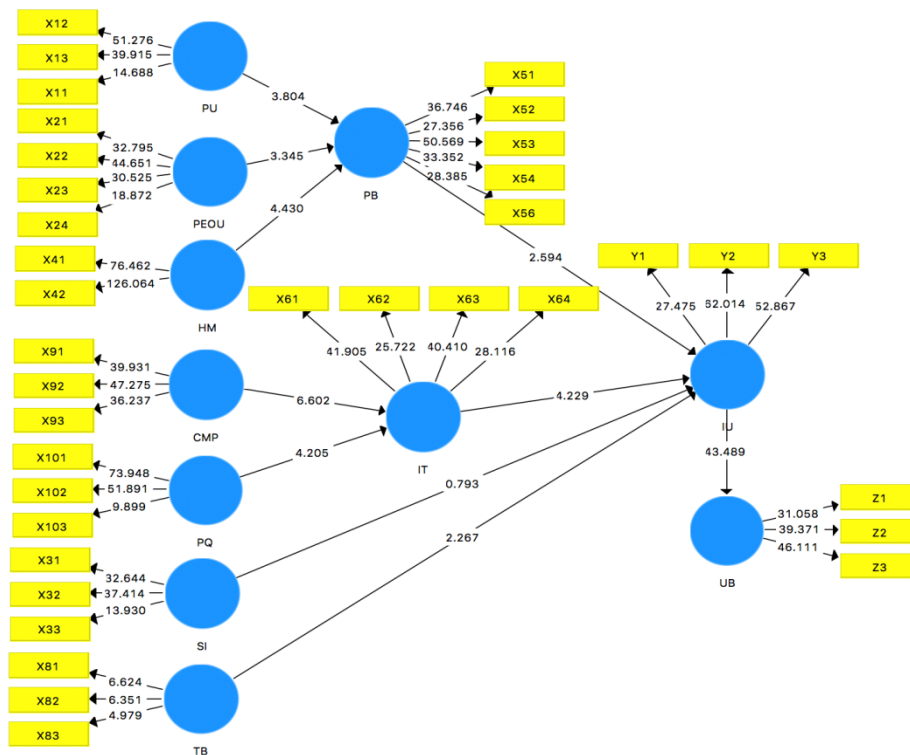 X12
51.276
X13
39.915
X11
14.688
PU
3.804
X21
32.795
X22
44.651
X23
30.525
X24
18.872
PEOU
3.345
X41
76.462
X42
126.064
HM
4.430
X51
36.746
X52
27.356
X53
50.569
X54
33.352
X56
28.385
PB
2.594
X91
39.931
X92
47.275
X93
36.237
CMP
6.602
X101
73.948
X102
51.891
X103
9.899
PQ
4.205
X61
41.905
X62
25.722
X63
40.410
X64
28.116
IT
4.229
X31
32.644
X32
37.414
X33
13.930
SI
0.793
X81
6.624
X82
6.351
X83
4.979
TB
2.267
Y1
27.475
Y2
62.014
Y3
52.867
IU
43.489
Z1
31.058
Z2
39.371
Z3
46.111
UB